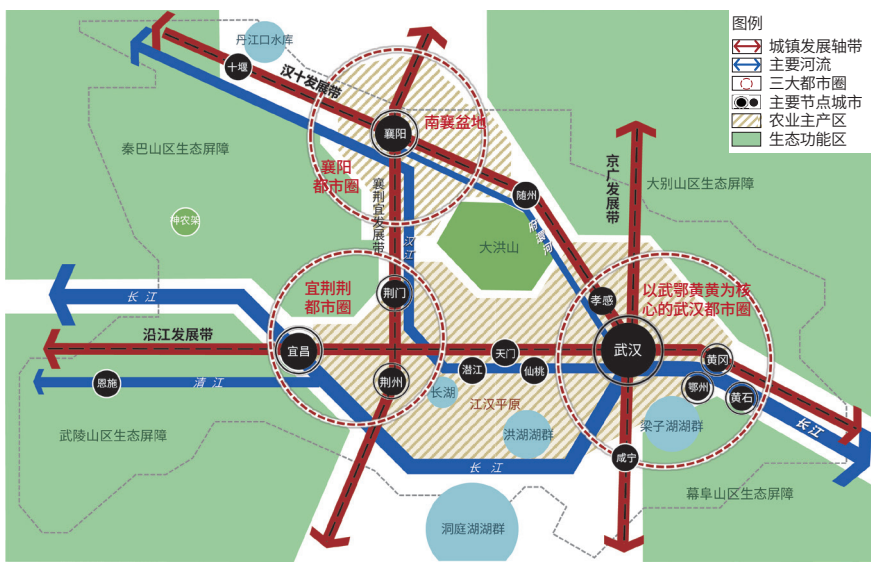 图例
城镇发展轴带
主要河流
三大都市圈
主要节点城市
农业主产区
生态功能区
丹江口水库
十堰
汉十发展带
襄阳
南襄盆地
秦巴山区生态屏障
襄阳
都市圈
襄荆宜发展带
神农架
随州
京广发展带
大别山区生态屏障
汉江
大洪山
宜荆荆
都市圈
荆门
长江
孝感
以武鄂黄黄为核
心的武汉都市圈
沿江发展带
宜昌
天门
武汉
黄冈
恩施
清江
荆州
潜江
仙桃
鄂州
黄石
长湖
江汉平原
武陵山区生态屏障
洪湖湖群
梁子湖湖群
长江
长江
咸宁
幕阜山区生态屏障
洞庭湖湖群